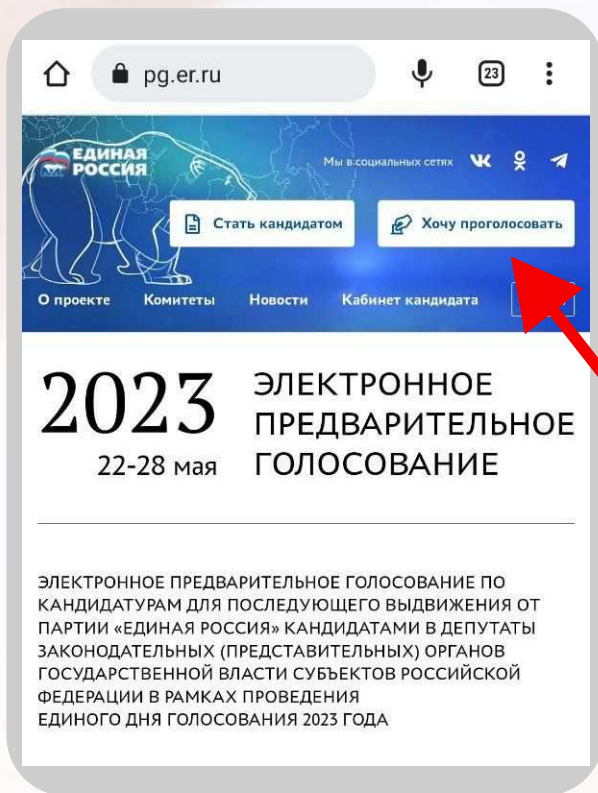 pg.er.ru
23
ЕДИНАЯ
РОССИЯ
Мы в социальных сетях
Стать кандидатом
Хочу проголосовать
О проекте Комитеты Новости Кабинет кандидата
2023
22-28 мая
ЭЛЕКТРОННОЕ
ПРЕДВАРИТЕЛЬНОЕ
ГОЛОСОВАНИЕ
ЭЛЕКТРОННОЕ ПРЕДВАРИТЕЛЬНОЕ ГОЛОСОВАНИЕ ПО
КАНДИДАТУРАМ ДЛЯ ПОСЛЕДУЮЩЕГО ВЫДВИЖЕНИЯ ОТ
ПАРТИИ «ЕДИНАЯ РОССИЯ» КАНДИДАТАМИ В ДЕПУТАТЫ
ЗАКОНОДАТЕЛЬНЫХ (ПРЕДСТАВИТЕЛЬНЫХ) ОРГАНОВ
ГОСУДАРСТВЕННОЙ ВЛАСТИ СУБЪЕКТОВ РОССИЙСКОЙ
ФЕДЕРАЦИИ В РАМКАХ ПРОВЕДЕНИЯ
ЕДИНОГО ДНЯ ГОЛОСОВАНИЯ 2023 ГОДА